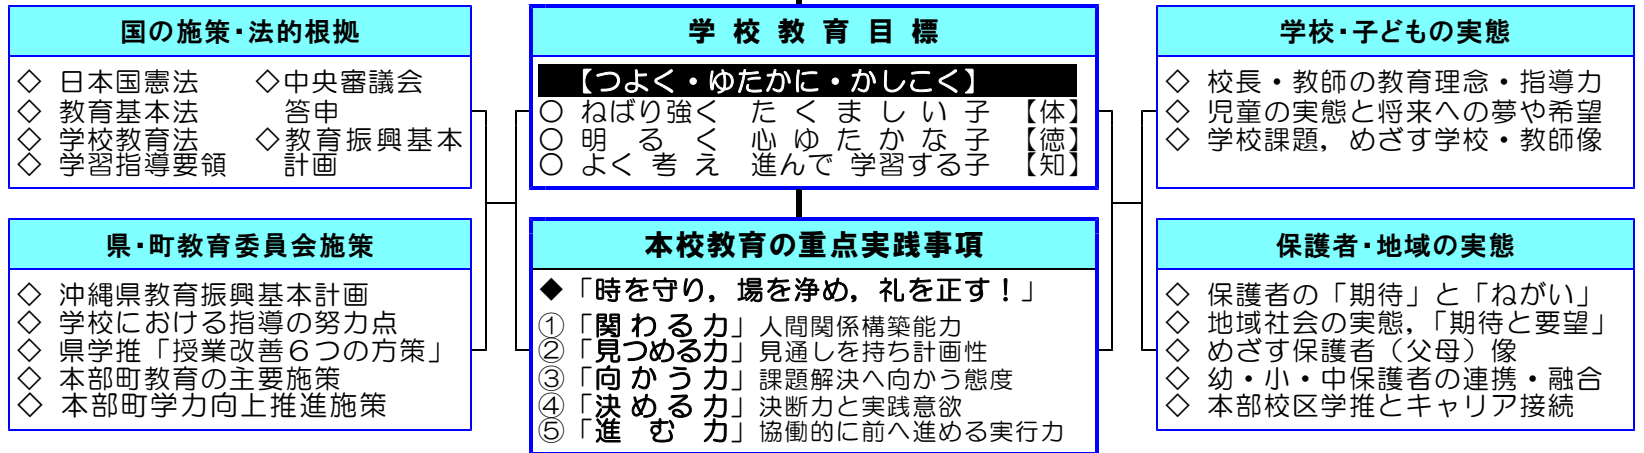 国の施策・法的根拠
◇ 日本国憲法 ◇中央審議会
◇ 教育基本法 答申
◇ 学校教育法 ◇教育振興基本
◇ 学習指導要領 計画
学校教育目標
【つよく・ゆたかに・かしこく】
○ ねばり強く たくましい子 【体】
○ 明るく 心ゆたかな子 【徳】
○ よく考え 進んで学習する子 【知】
学校・子どもの実態
◇ 校長・教師の教育理念・指導力
◇ 児童の実態と将来への夢や希望
◇ 学校課題，めざす学校・教師像
県・町教育委員会施策
◇ 沖縄県教育振興基本計画
◇ 学校における指導の努力点
◇ 県学推「授業改善６つの方策」
◇ 本部町教育の主要施策
◇ 本部町学力向上推進施策
本校教育の重点実践事項
◆「時を守り，場を浄め，礼を正す！」
①「関わる力」人間関係構築能力
②「見つめる力」見通しを持ち計画性
③「向かう力」課題解決へ向かう態度
④「決める力」決断力と実践意欲
⑤「進む力」協働的に前へ進める実行力
保護者・地域の実態
◇ 保護者の「期待」と「ねがい」
◇ 地域社会の実態，「期待と要望」
◇ めざす保護者（父母）像
◇ 幼・小・中保護者の連携・融合
◇ 本部校区学推とキャリア接続